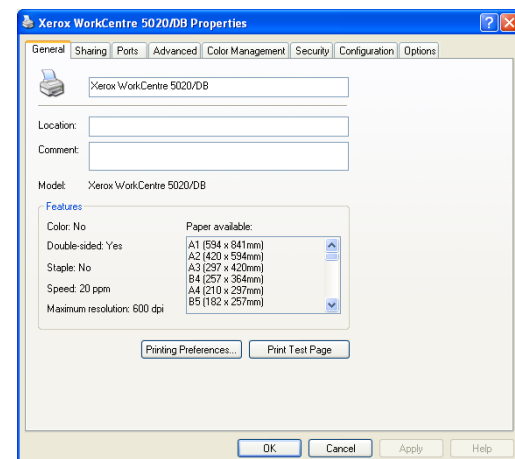 Xerox WorkCentre 5020/DB Properties
General Sharing Ports Advanced Color Management Security Configuration Options
Xerox WorkCentre 5020/DB
Location:
Comment:
Model: Xerox WorkCentre 5020/DB
Features
Color: No
Paper available:
Double-sided: Yes
A1 (594 x 841mm)
A2 (420 x 594mm)
Staple: No
A3 (297 x 420mm)
B4 (257 x 364mm)
Speed: 20 ppm
A4 (210 x 297mm)
B5 (182 x 257mm)
Maximum resolution: 600 dpi
Printing Preferences... Print Test Page
OK Cancel Apply Help